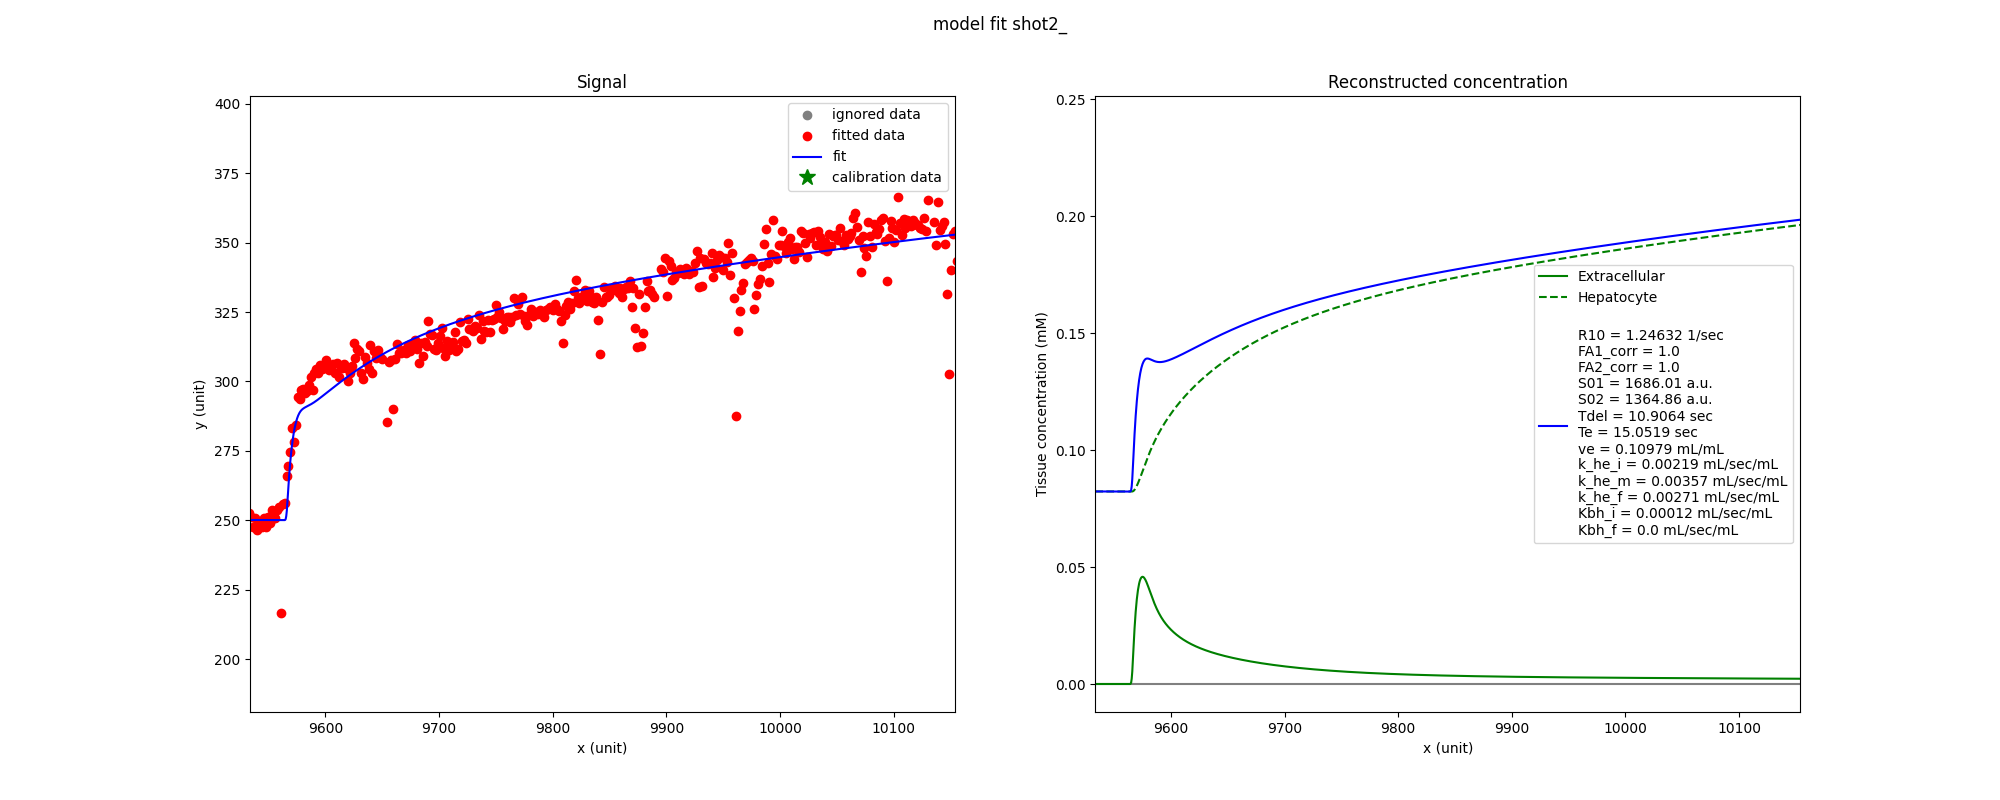 model fit shot2_
Signal
400
375
350
325
300
275
250
225
200
y (unit)
9600
9700
9800
9900
10000
10100
x (unit)
ignored data
fitted data
fit
calibration data
Reconstructed concentration
0.25
0.20
0.15
0.10
0.05
0.00
Tissue concentration (mM)
9600
9700
9800
9900
10000
10100
x (unit)
Extracellular
Hepatocyte
R10 = 1.24632 1/sec
FA1_corr = 1.0
FA2_corr = 1.0
S01 = 1686.01 a.u.
S02 = 1364.86 a.u.
Tdel = 10.9064 sec
Te = 15.0519 sec
ve = 0.10979 mL/mL
k_he_i = 0.00219 mL/sec/mL
k_he_m = 0.00357 mL/sec/mL
k_he_f = 0.00271 mL/sec/mL
Kbh_i = 0.00012 mL/sec/mL
Kbh_f = 0.0 mL/sec/mL